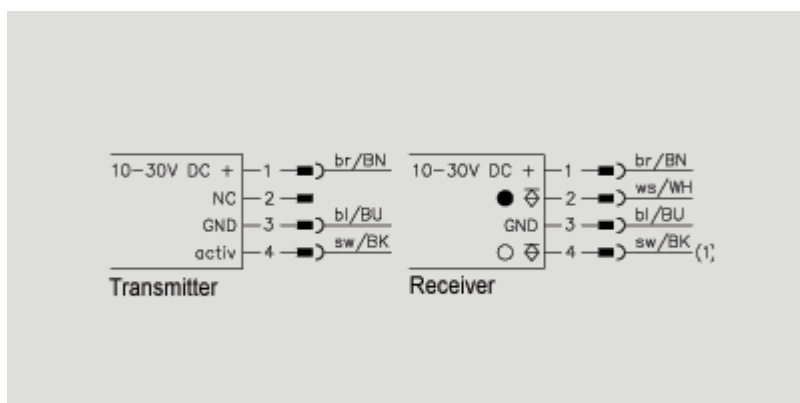 10-30V DC + 1 br/BN
NC 2
GND 3 bl/BU
activ 4 sw/BK
Transmitter
10-30V DC + 1 br/BN
2 ws/WH
GND 3 bl/BU
4 sw/BK (1)
Receiver